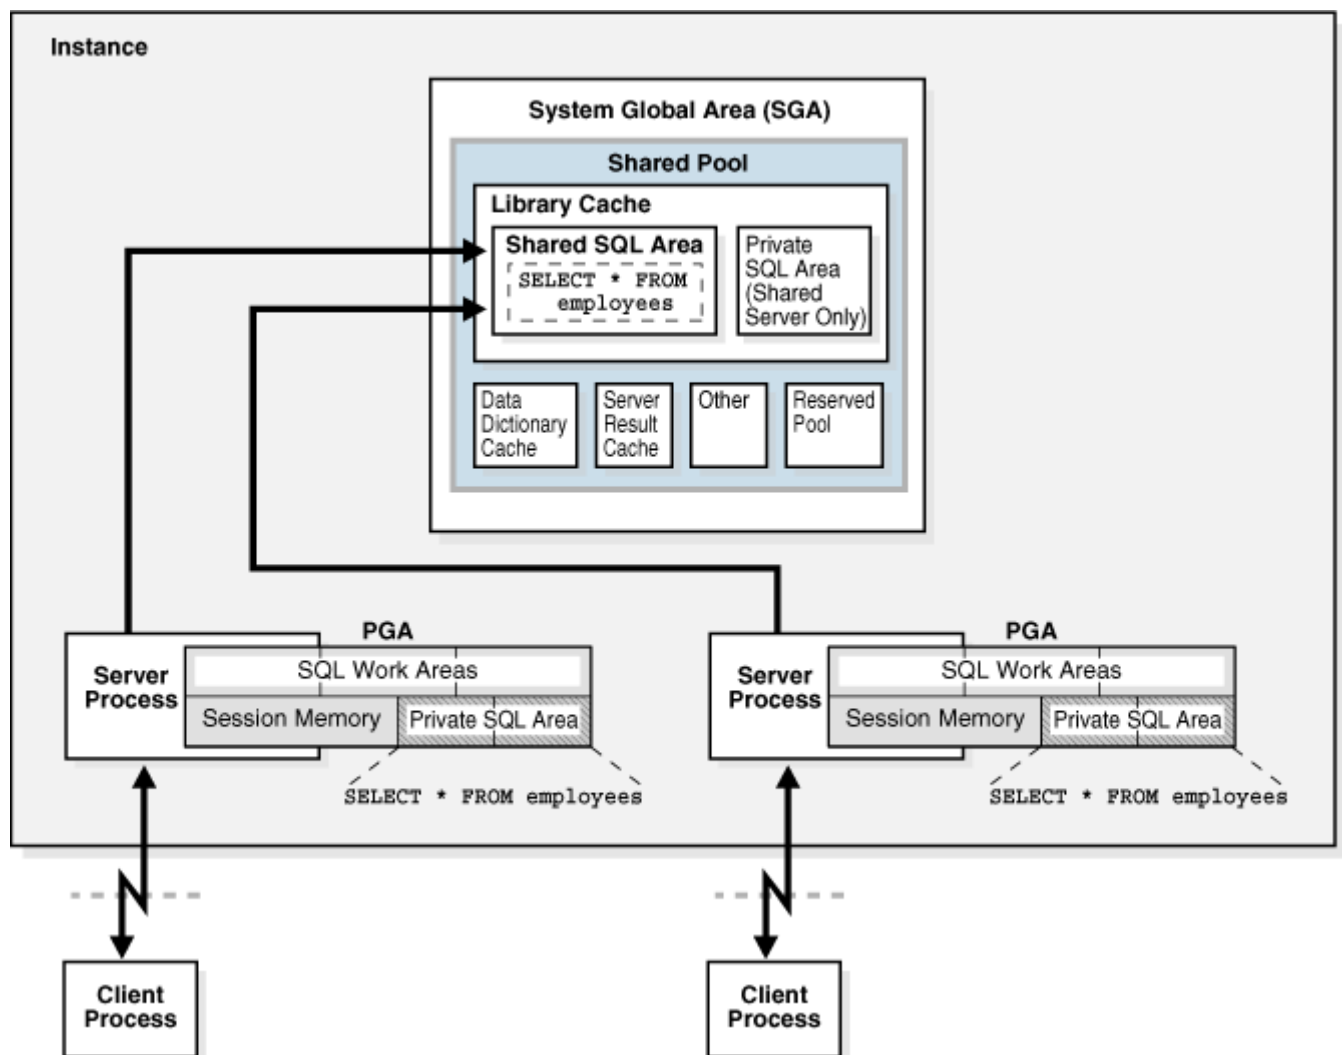 Instance
System Global Area (SGA)
Shared Pool
Library Cache
Shared SQL Area
SELECT * FROM
employees
Private
SQL Area
(Shared
Server Only)
Data
Dictionary
Cache
Server
Result
Cache
Other
Reserved
Pool
PGA
Server
Process
SQL Work Areas
Session Memory
Private SQL Area
SELECT * FROM employees
PGA
Server
Process
SQL Work Areas
Session Memory
Private SQL Area
SELECT * FROM employees
Client
Process
Client
Process